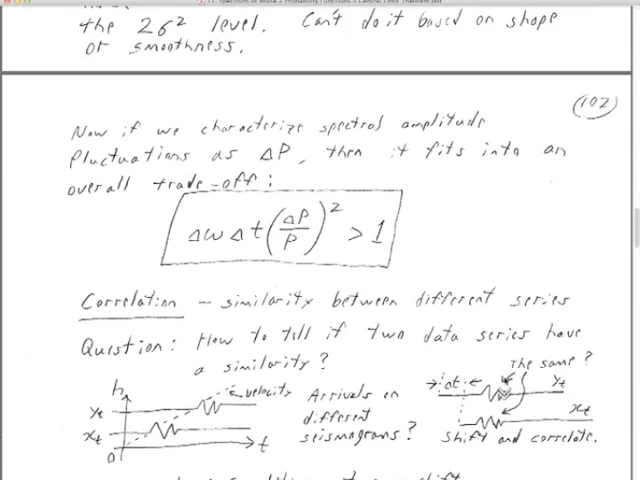 the 2σ² level. Can't do it based on shape
or smoothness.
(102)
Now if we characterize spectral amplitude
fluctuations as ΔP, then it fits into an
overall trade-off:
ΔωΔt(ΔP/P)² > 1
Correlation - similarity between different series
Question: How to till if two data series have
a similarity?
The same?
h
velocity
Arrivals on
different
seismograms?
Δt
y_t
x_t
y_t
x_t
0
t
shift and correlate.